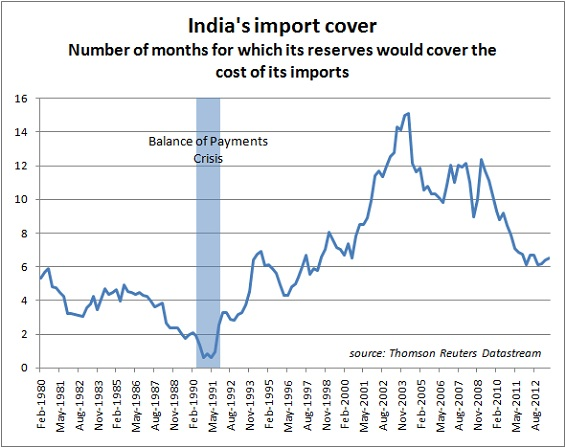 India's import cover
Number of months for which its reserves would cover the
cost of its imports
16
14
12
10
8
6
4
2
0
Balance of Payments
Crisis
source: Thomson Reuters Datastream
Feb-1980
May-1981
Aug-1982
Nov-1983
Feb-1985
May-1986
Aug-1987
Nov-1988
Feb-1990
May-1991
Aug-1992
Nov-1993
Feb-1995
May-1996
Aug-1997
Nov-1998
Feb-2000
May-2001
Aug-2002
Nov-2003
Feb-2005
May-2006
Aug-2007
Nov-2008
Feb-2010
May-2011
Aug-2012